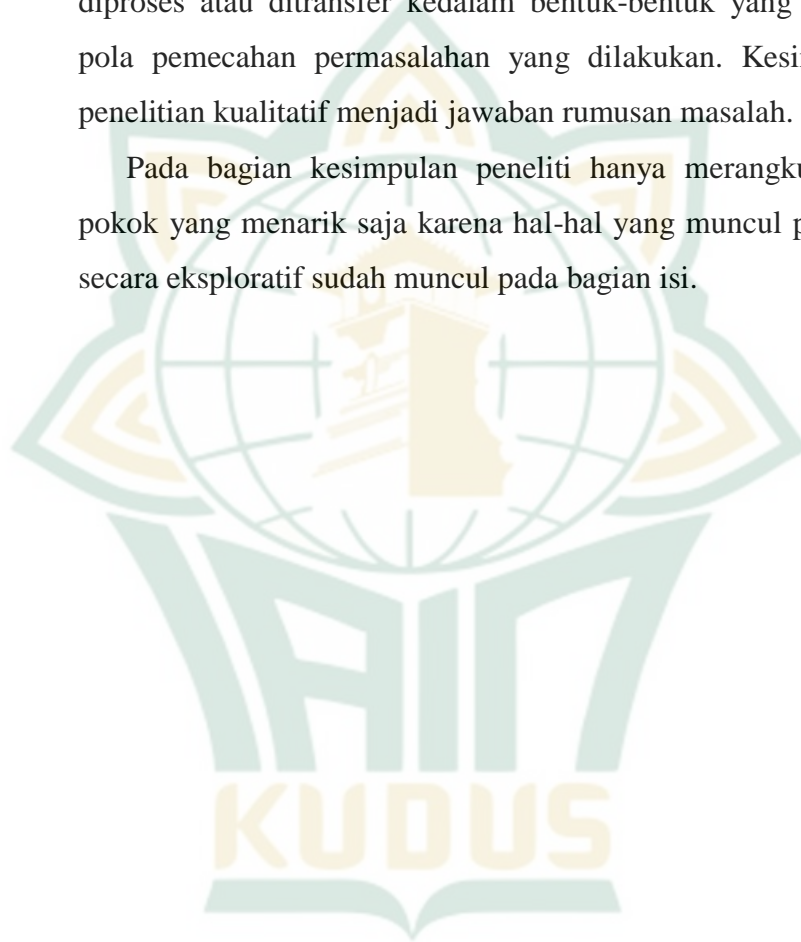 diproses atau ditransfer kedalam bentuk-bentuk yang
pola pemecahan permasalahan yang dilakukan.
penelitian kualitatif menjadi jawaban rumusan masalah.
Pada bagian kesimpulan peneliti hanya
pokok yang menarik saja karena hal-hal yang muncul
secara eksploratif sudah muncul pada bagian isi.
IAIN
KUDUS